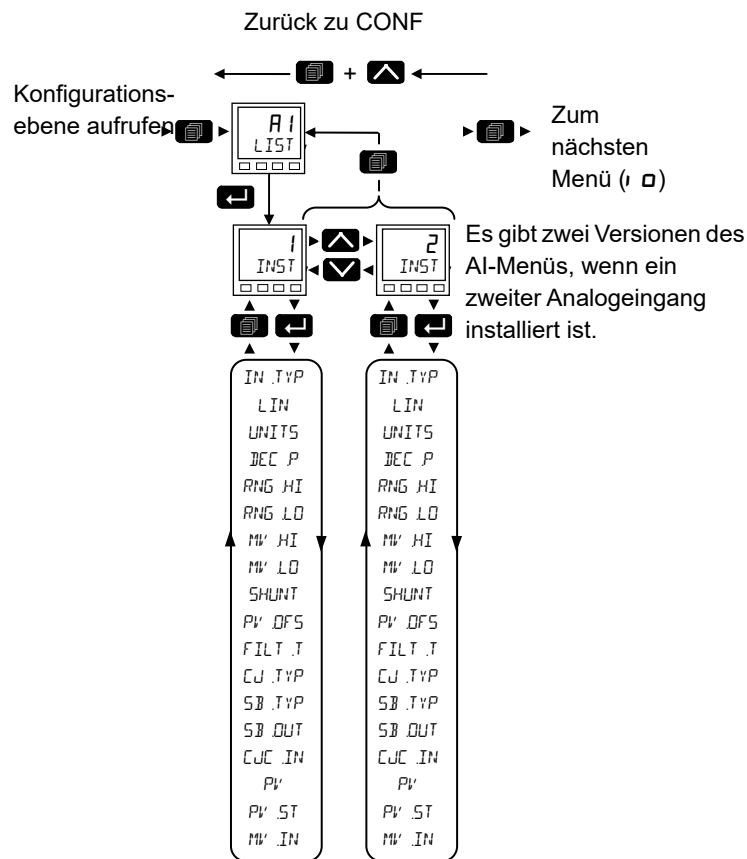 Zurück zu CONF
+
Konfigurations-
ebene aufrufen
AI
LIST
Zum
nächsten
Menü (io)
1
INST
2
INST
Es gibt zwei Versionen des
AI-Menüs, wenn ein
zweiter Analogeingang
installiert ist.
IN.TYP
LIN
UNITS
DEC.P
RNG.HI
RNG.LO
MV.HI
MV.LO
SHUNT
PV.OFS
FILT.T
CJ.TYP
SB.TYP
SB.OUT
CJC.IN
PV
PV.ST
MV.IN
IN.TYP
LIN
UNITS
DEC.P
RNG.HI
RNG.LO
MV.HI
MV.LO
SHUNT
PV.OFS
FILT.T
CJ.TYP
SB.TYP
SB.OUT
CJC.IN
PV
PV.ST
MV.IN